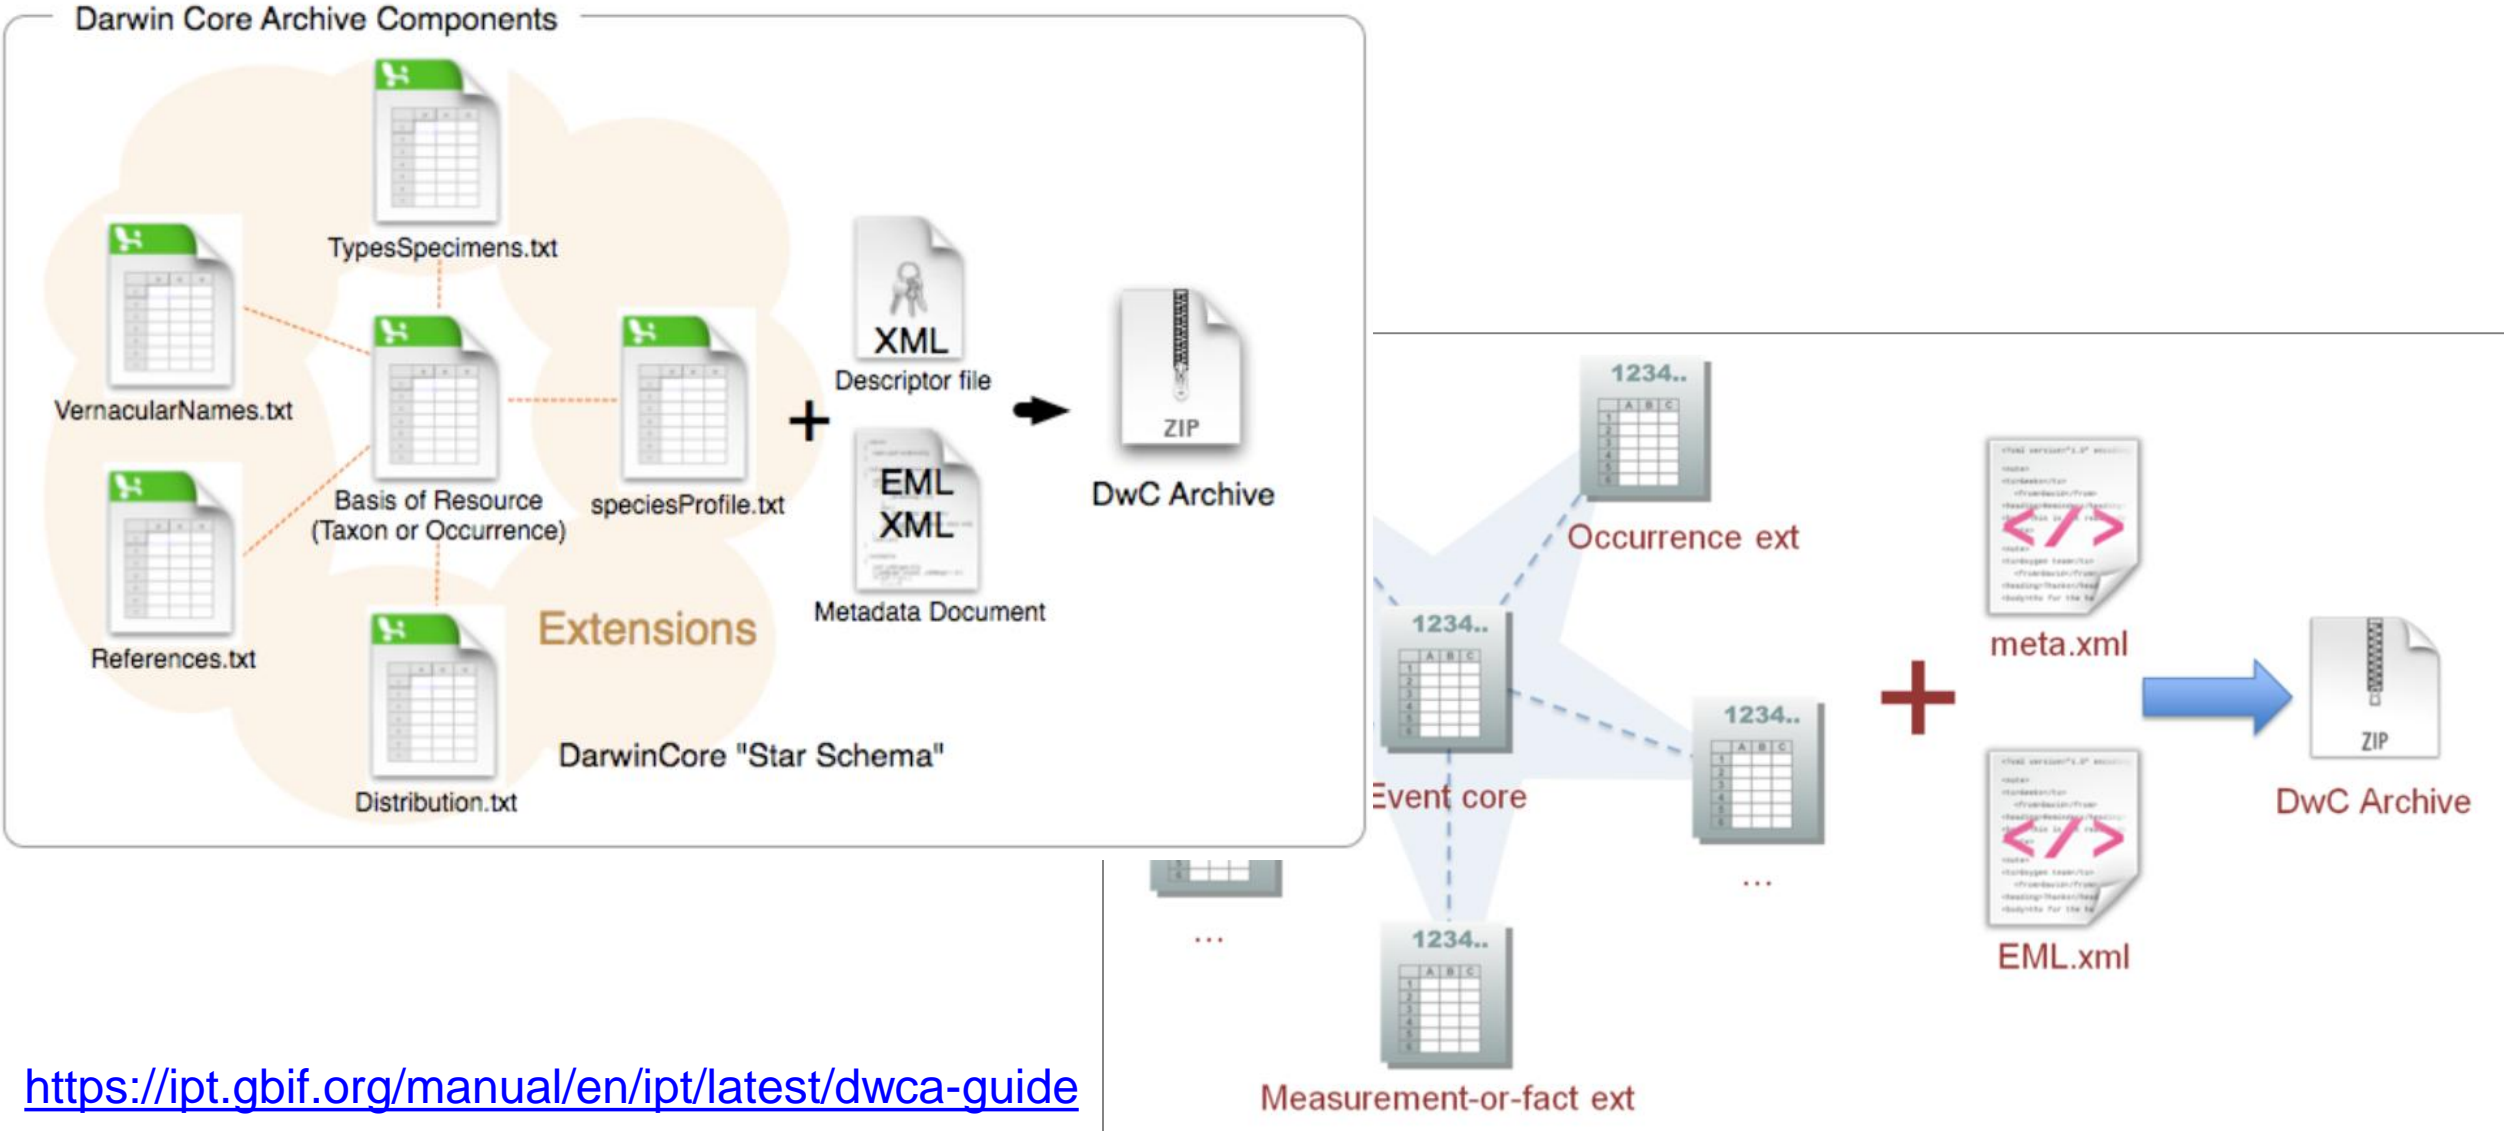 Darwin Core Archive Components
TypesSpecimens.txt
VernacularNames.txt
Basis of Resource
(Taxon or Occurrence)
speciesProfile.txt
References.txt
Distribution.txt
Extensions
DarwinCore "Star Schema"
XML
Descriptor file
EML
XML
Metadata Document
ZIP
DwC Archive
1234..
A B C
Occurrence ext
1234..
A B C
Event core
1234..
A B C
...
...
1234..
A B C
Measurement-or-fact ext
</>
meta.xml
</>
EML.xml
ZIP
DwC Archive
https://ipt.gbif.org/manual/en/ipt/latest/dwca-guide